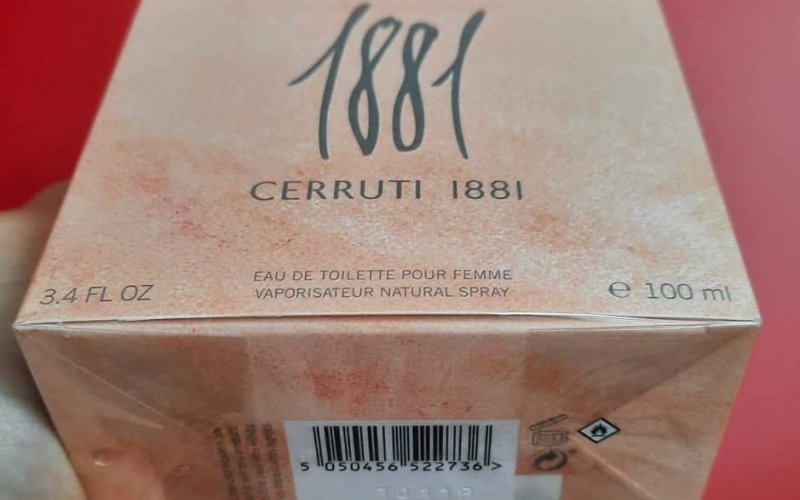 1881
CERRUTI 1881
EAU DE TOILETTE POUR FEMME
VAPORISATEUR NATURAL SPRAY
3.4 FL OZ
e 100 ml
5 050456 522736 >